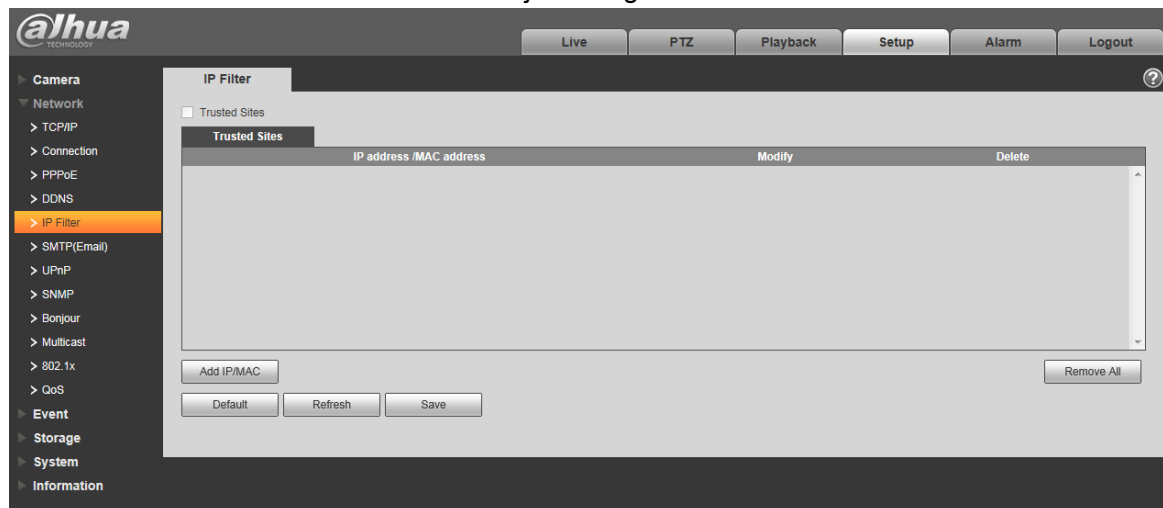 alhua
TECHNOLOGY
Live PTZ Playback Setup Alarm Logout
Camera
Network
> TCP/IP
> Connection
> PPPoE
> DDNS
> IP Filter
> SMTP(Email)
> UPnP
> SNMP
> Bonjour
> Multicast
> 802.1x
> QoS
Event
Storage
System
Information
IP Filter
?
Trusted Sites
Trusted Sites
IP address /MAC address Modify Delete
Add IP/MAC Remove All
Default Refresh Save